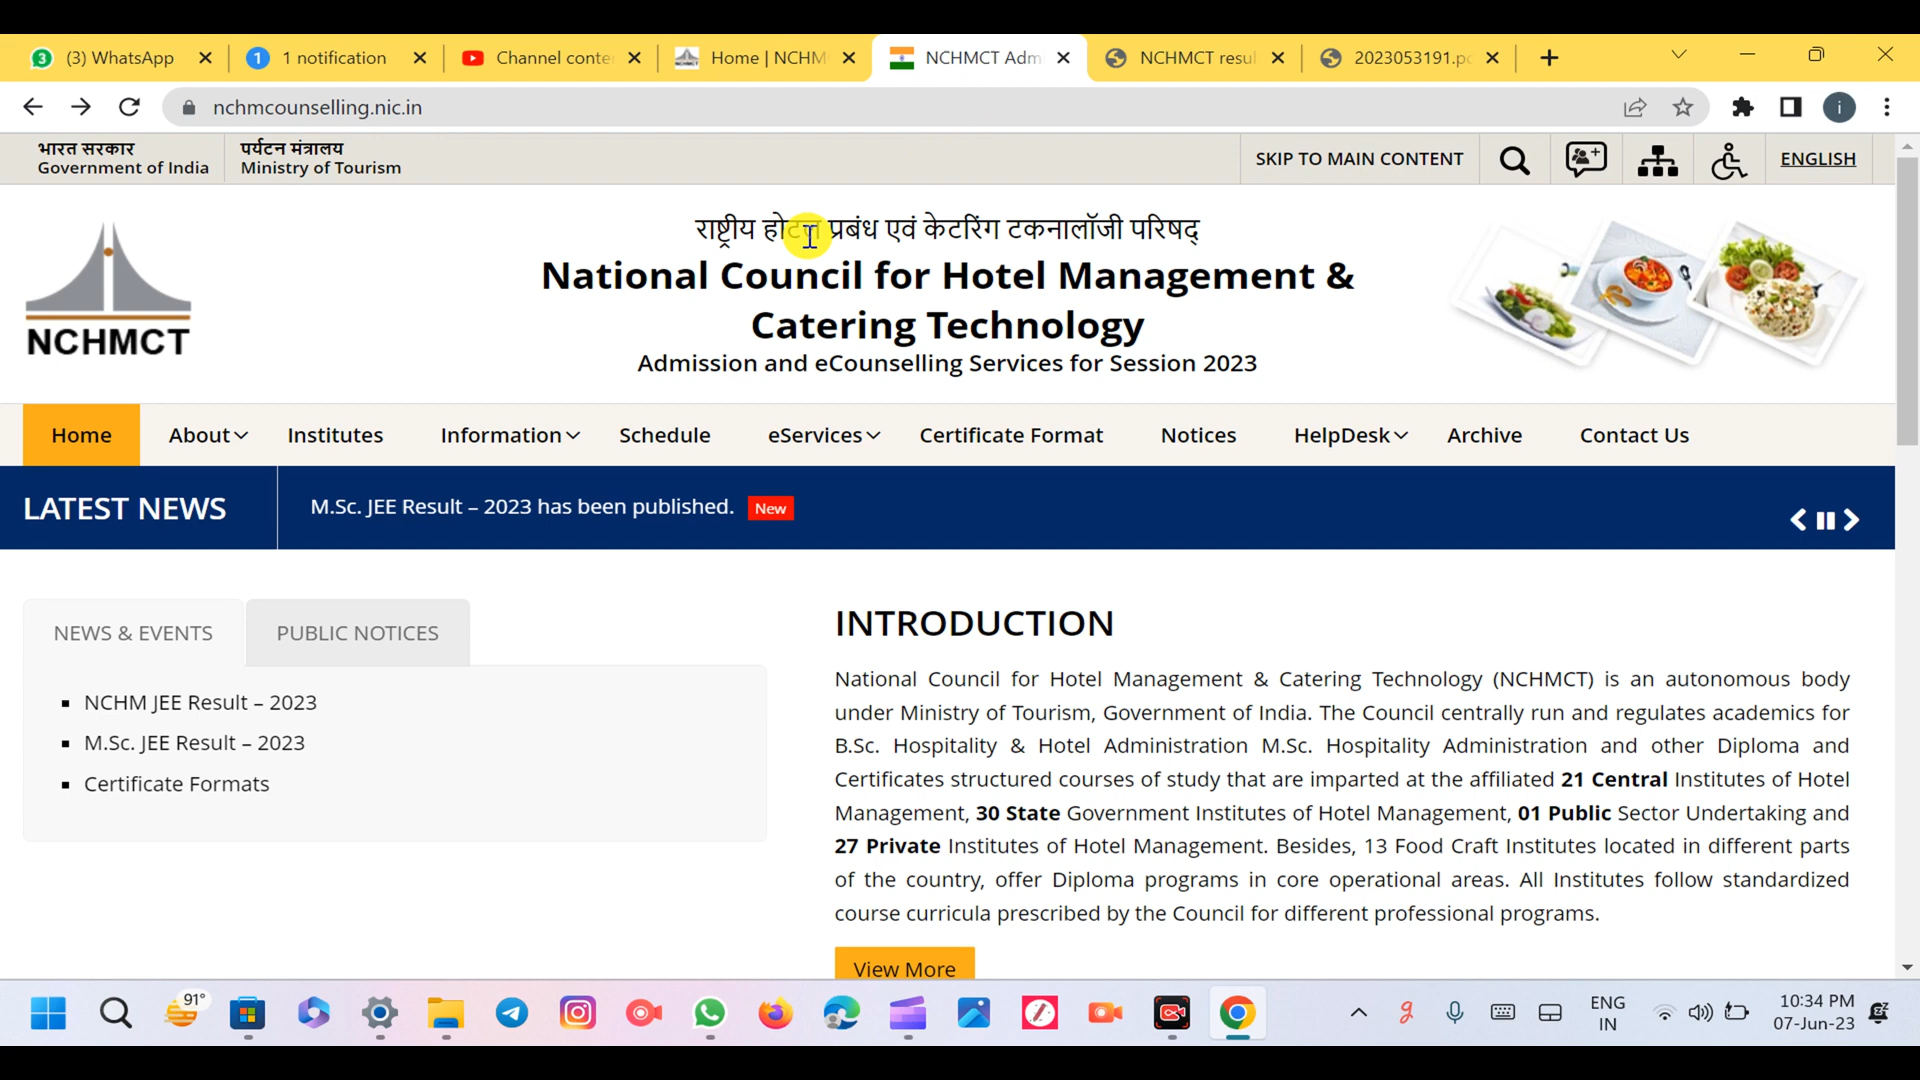 3 (3) WhatsApp
1 1 notification
Channel conte
Home | NCHM
NCHMCT Adm
NCHMCT resul
2023053191.p
nchmcounselling.nic.in
i
भारत सरकार
Government of India
पर्यटन मंत्रालय
Ministry of Tourism
SKIP TO MAIN CONTENT
ENGLISH
NCHMCT
राष्ट्रीय होटल प्रबंध एवं केटरिंग टकनालॉजी परिषद्
National Council for Hotel Management &
Catering Technology
Admission and eCounselling Services for Session 2023
Home About Institutes Information Schedule eServices Certificate Format Notices HelpDesk Archive Contact Us
LATEST NEWS
M.Sc. JEE Result – 2023 has been published. New
NEWS & EVENTS
PUBLIC NOTICES
NCHM JEE Result – 2023
M.Sc. JEE Result – 2023
Certificate Formats
INTRODUCTION
National Council for Hotel Management & Catering Technology (NCHMCT) is an autonomous body
under Ministry of Tourism, Government of India. The Council centrally run and regulates academics for
B.Sc. Hospitality & Hotel Administration M.Sc. Hospitality Administration and other Diploma and
Certificates structured courses of study that are imparted at the affiliated 21 Central Institutes of Hotel
Management, 30 State Government Institutes of Hotel Management, 01 Public Sector Undertaking and
27 Private Institutes of Hotel Management. Besides, 13 Food Craft Institutes located in different parts
of the country, offer Diploma programs in core operational areas. All Institutes follow standardized
course curricula prescribed by the Council for different professional programs.
View More
91°
ENG
IN
10:34 PM
07-Jun-23